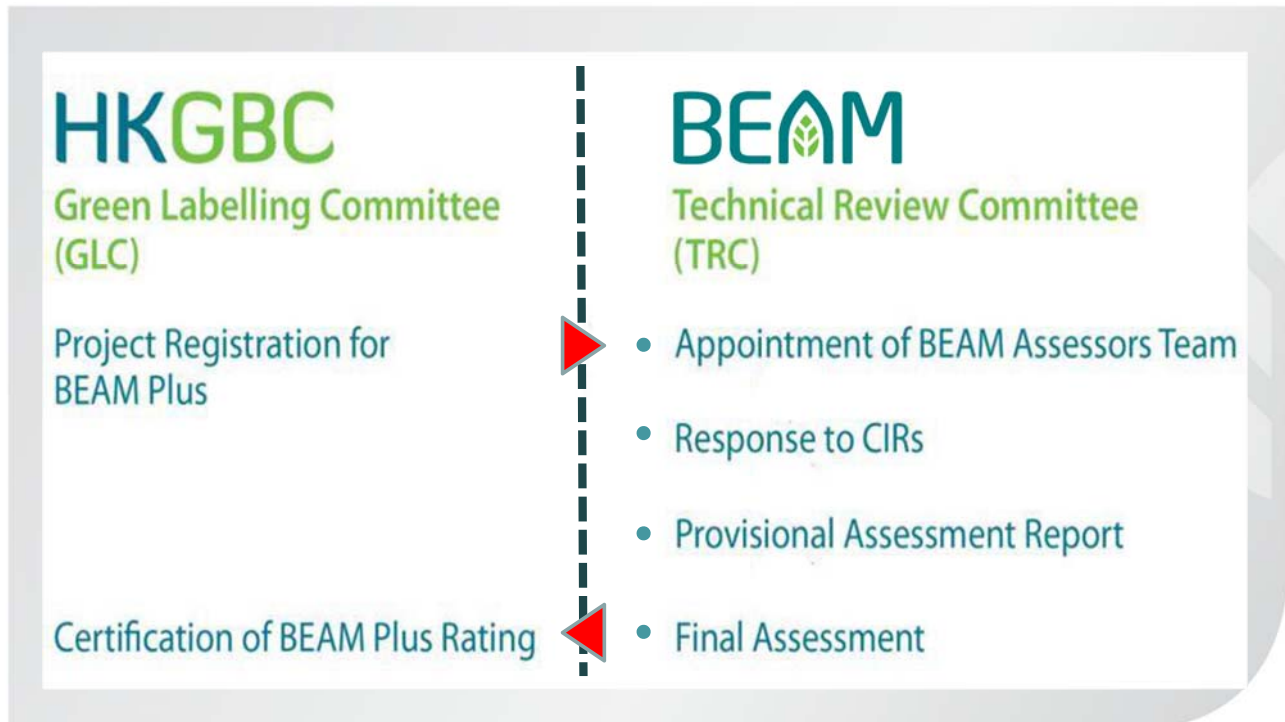 HKGBC
Green Labelling Committee
(GLC)
Project Registration for
BEAM Plus
Certification of BEAM Plus Rating
BEAM
Technical Review Committee
(TRC)
• Appointment of BEAM Assessors Team
• Response to CIRs
• Provisional Assessment Report
• Final Assessment